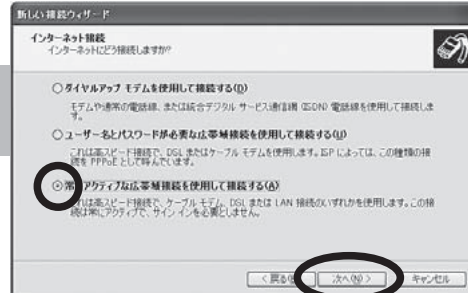 新しい接続ウィザード
インターネット接続
インターネットにどう接続しますか?
ダイヤルアップ モデムを使用して接続する(D)
モデムや通常の電話線、または統合デジタル サービス通信網 (ISDN) 電話線を使用して接続します。
ユーザー名とパスワードが必要な広帯域接続を使用して接続する(U)
これは高スピード接続で、DSL またはケーブル モデムを使用します。ISP によっては、この種類の接
続を PPPoE として呼んでいます。
常にアクティブな広帯域接続を使用して接続する(A)
これは高スピード接続で、ケーブル モデム、DSL または LAN 接続のいずれかを使用します。この接
続は常にアクティブで、サイン インを必要としません。
< 戻る(B) 次へ(N) > キャンセル